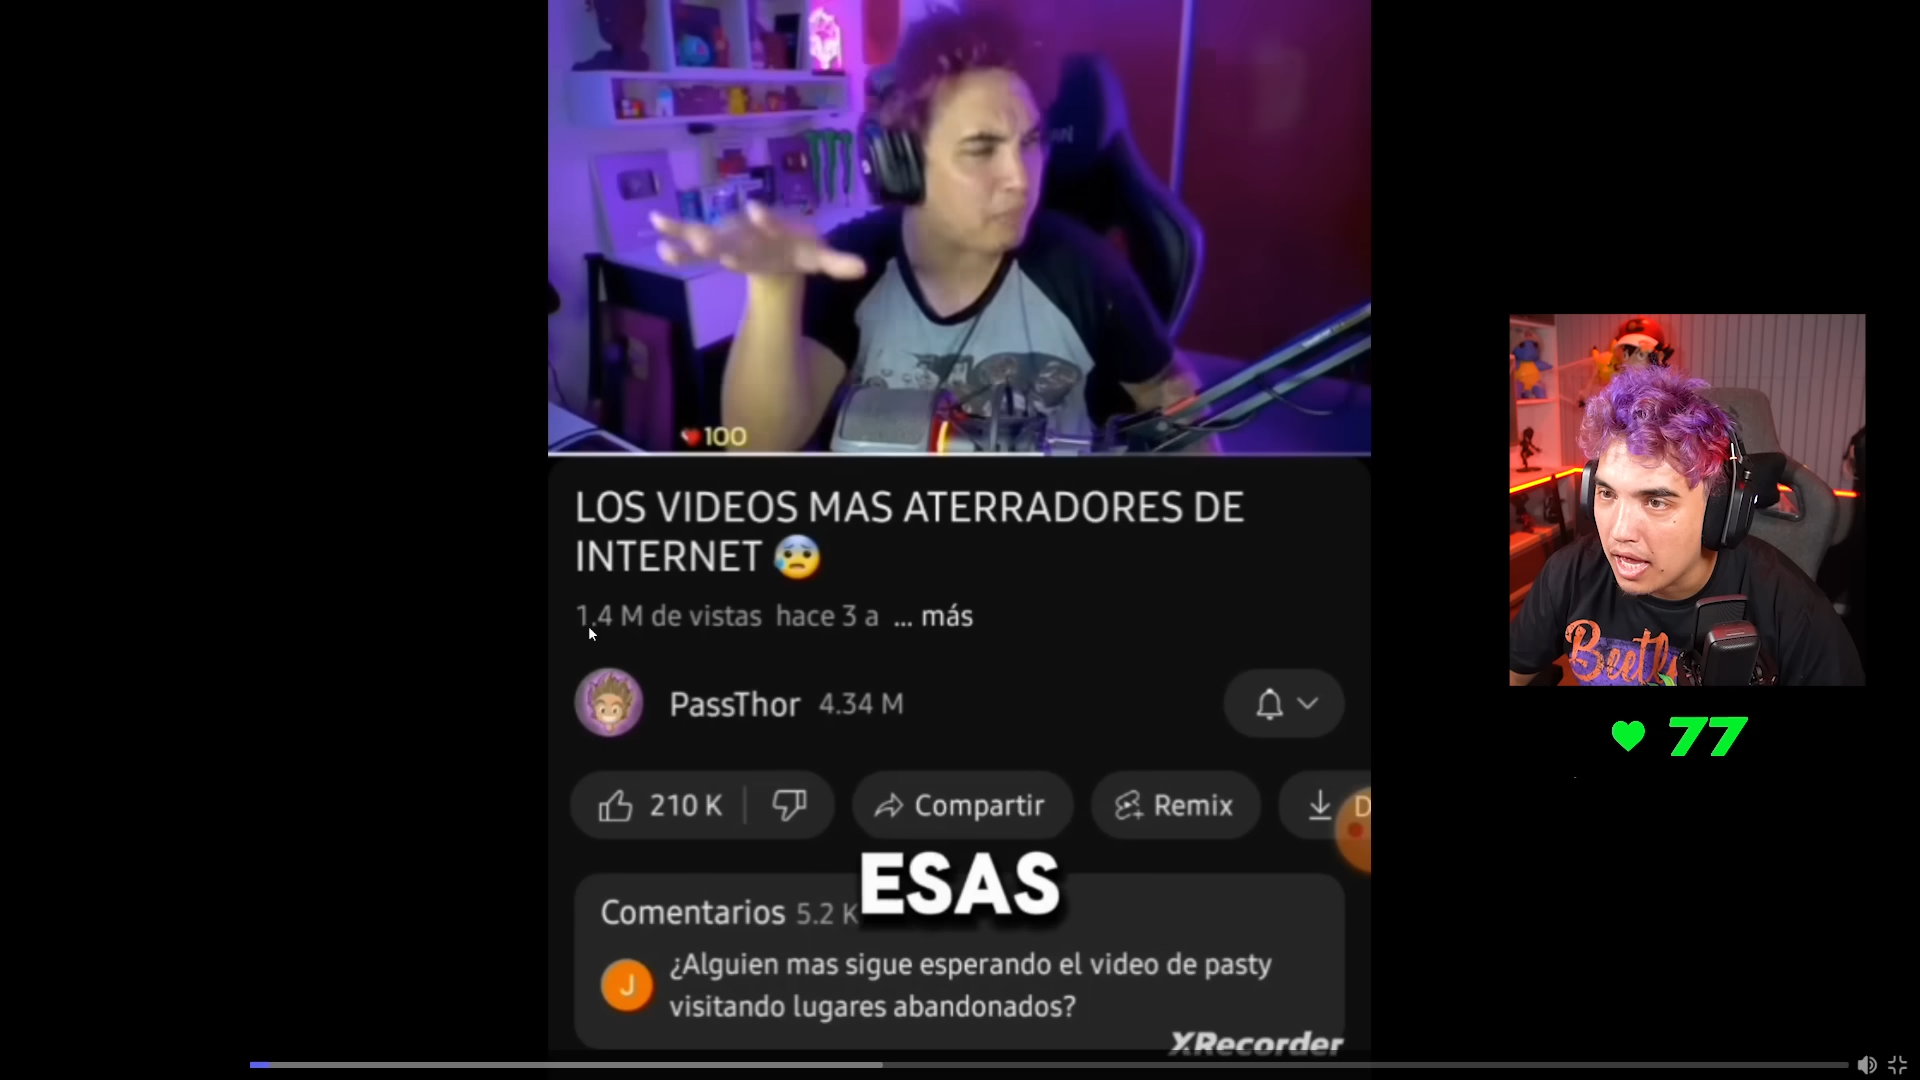 100
LOS VIDEOS MAS ATERRADORES DE
INTERNET 😰
1.4 M de vistas hace 3 a ... más
PassThor 4.34 M
210 K
Compartir
Remix
D
ESAS
Comentarios 5.2 K
J
¿Alguien mas sigue esperando el video de pasty
visitando lugares abandonados?
XRecorder
Beetl
77